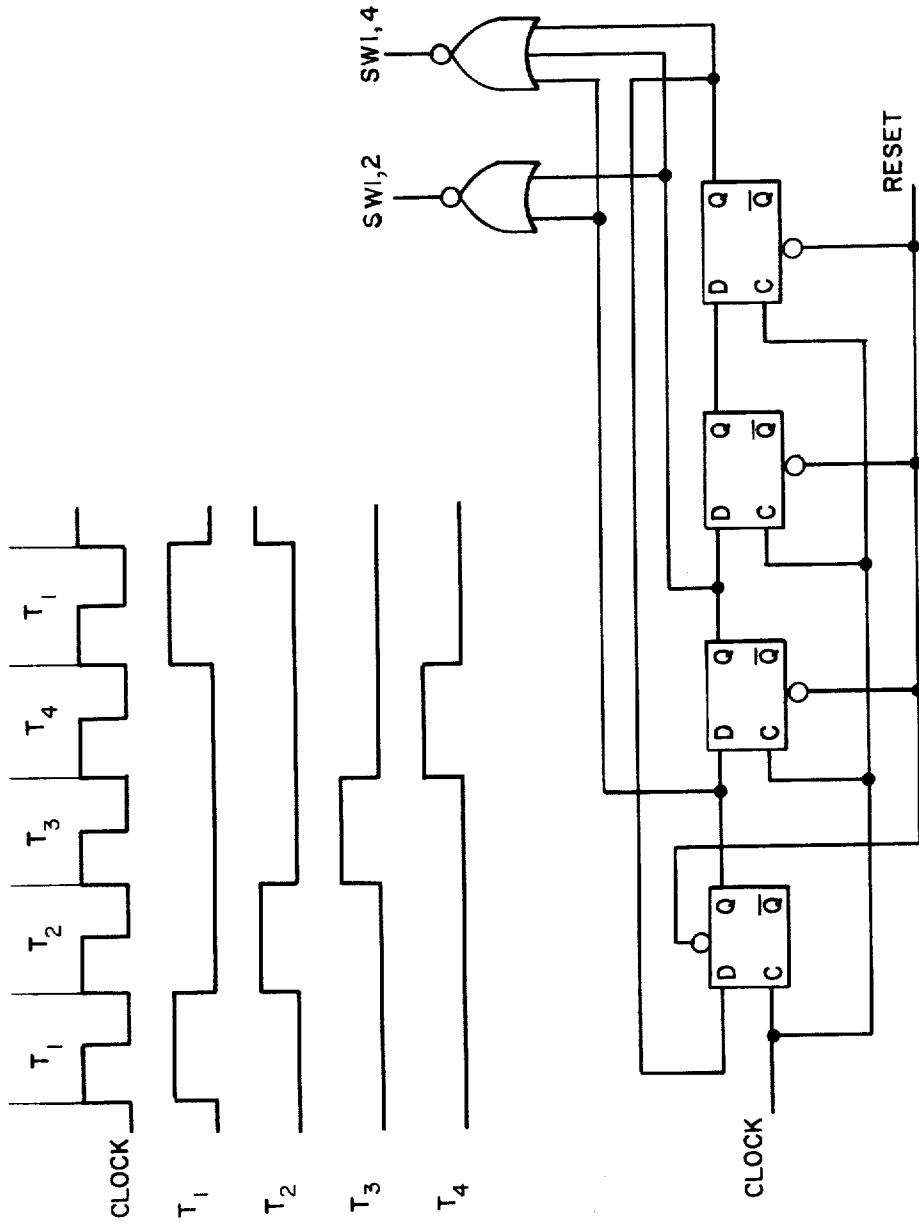 T1 T2 T3 T4 T1
CLOCK
T1
T2
T3
T4
SW1,2
SW1,4
D Q
C Q̅
D Q
C Q̅
D Q
C Q̅
D Q
C Q̅
CLOCK
RESET